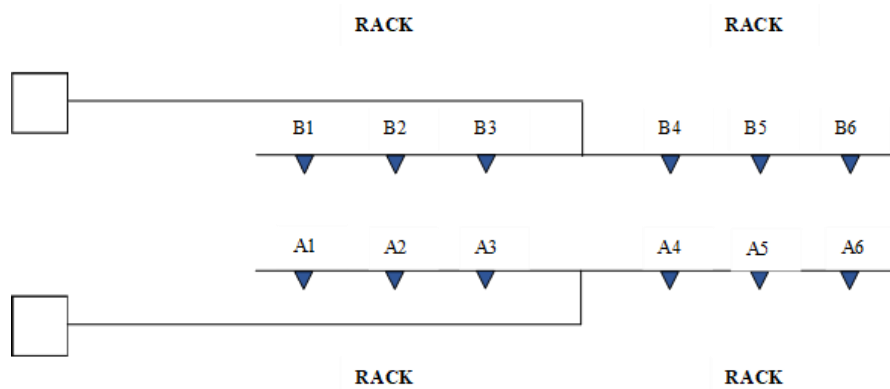 RACK RACK
B1 B2 B3 B4 B5 B6
A1 A2 A3 A4 A5 A6
RACK RACK